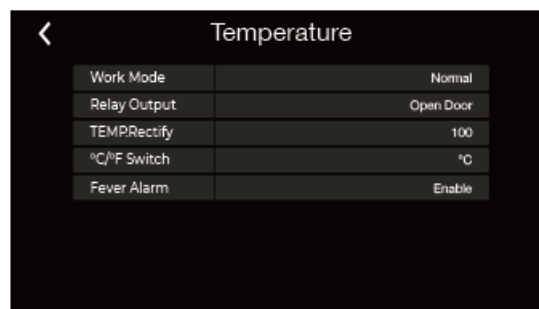 Temperature
Work Mode Normal
Relay Output Open Door
TEMP.Rectify 100
°C/°F Switch °C
Fever Alarm Enable